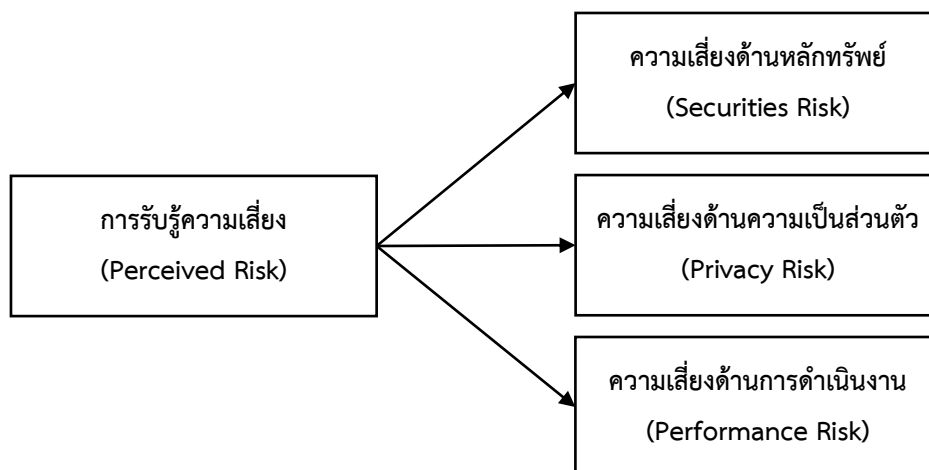 ความเสี่ยงด้านหลักทรัพย์
(Securities Risk)
การรับรู้ความเสี่ยง
(Perceived Risk)
ความเสี่ยงด้านความเป็นส่วนตัว
(Privacy Risk)
ความเสี่ยงด้านการดำเนินงาน
(Performance Risk)